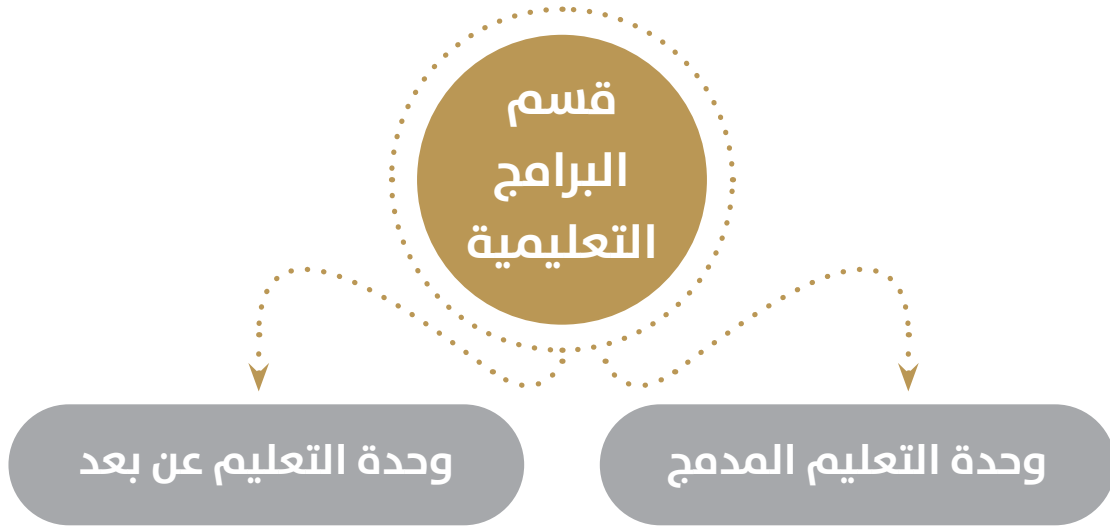 قسم
البرامج
التعليمية
وحدة التعليم المدمج
وحدة التعليم عن بعد